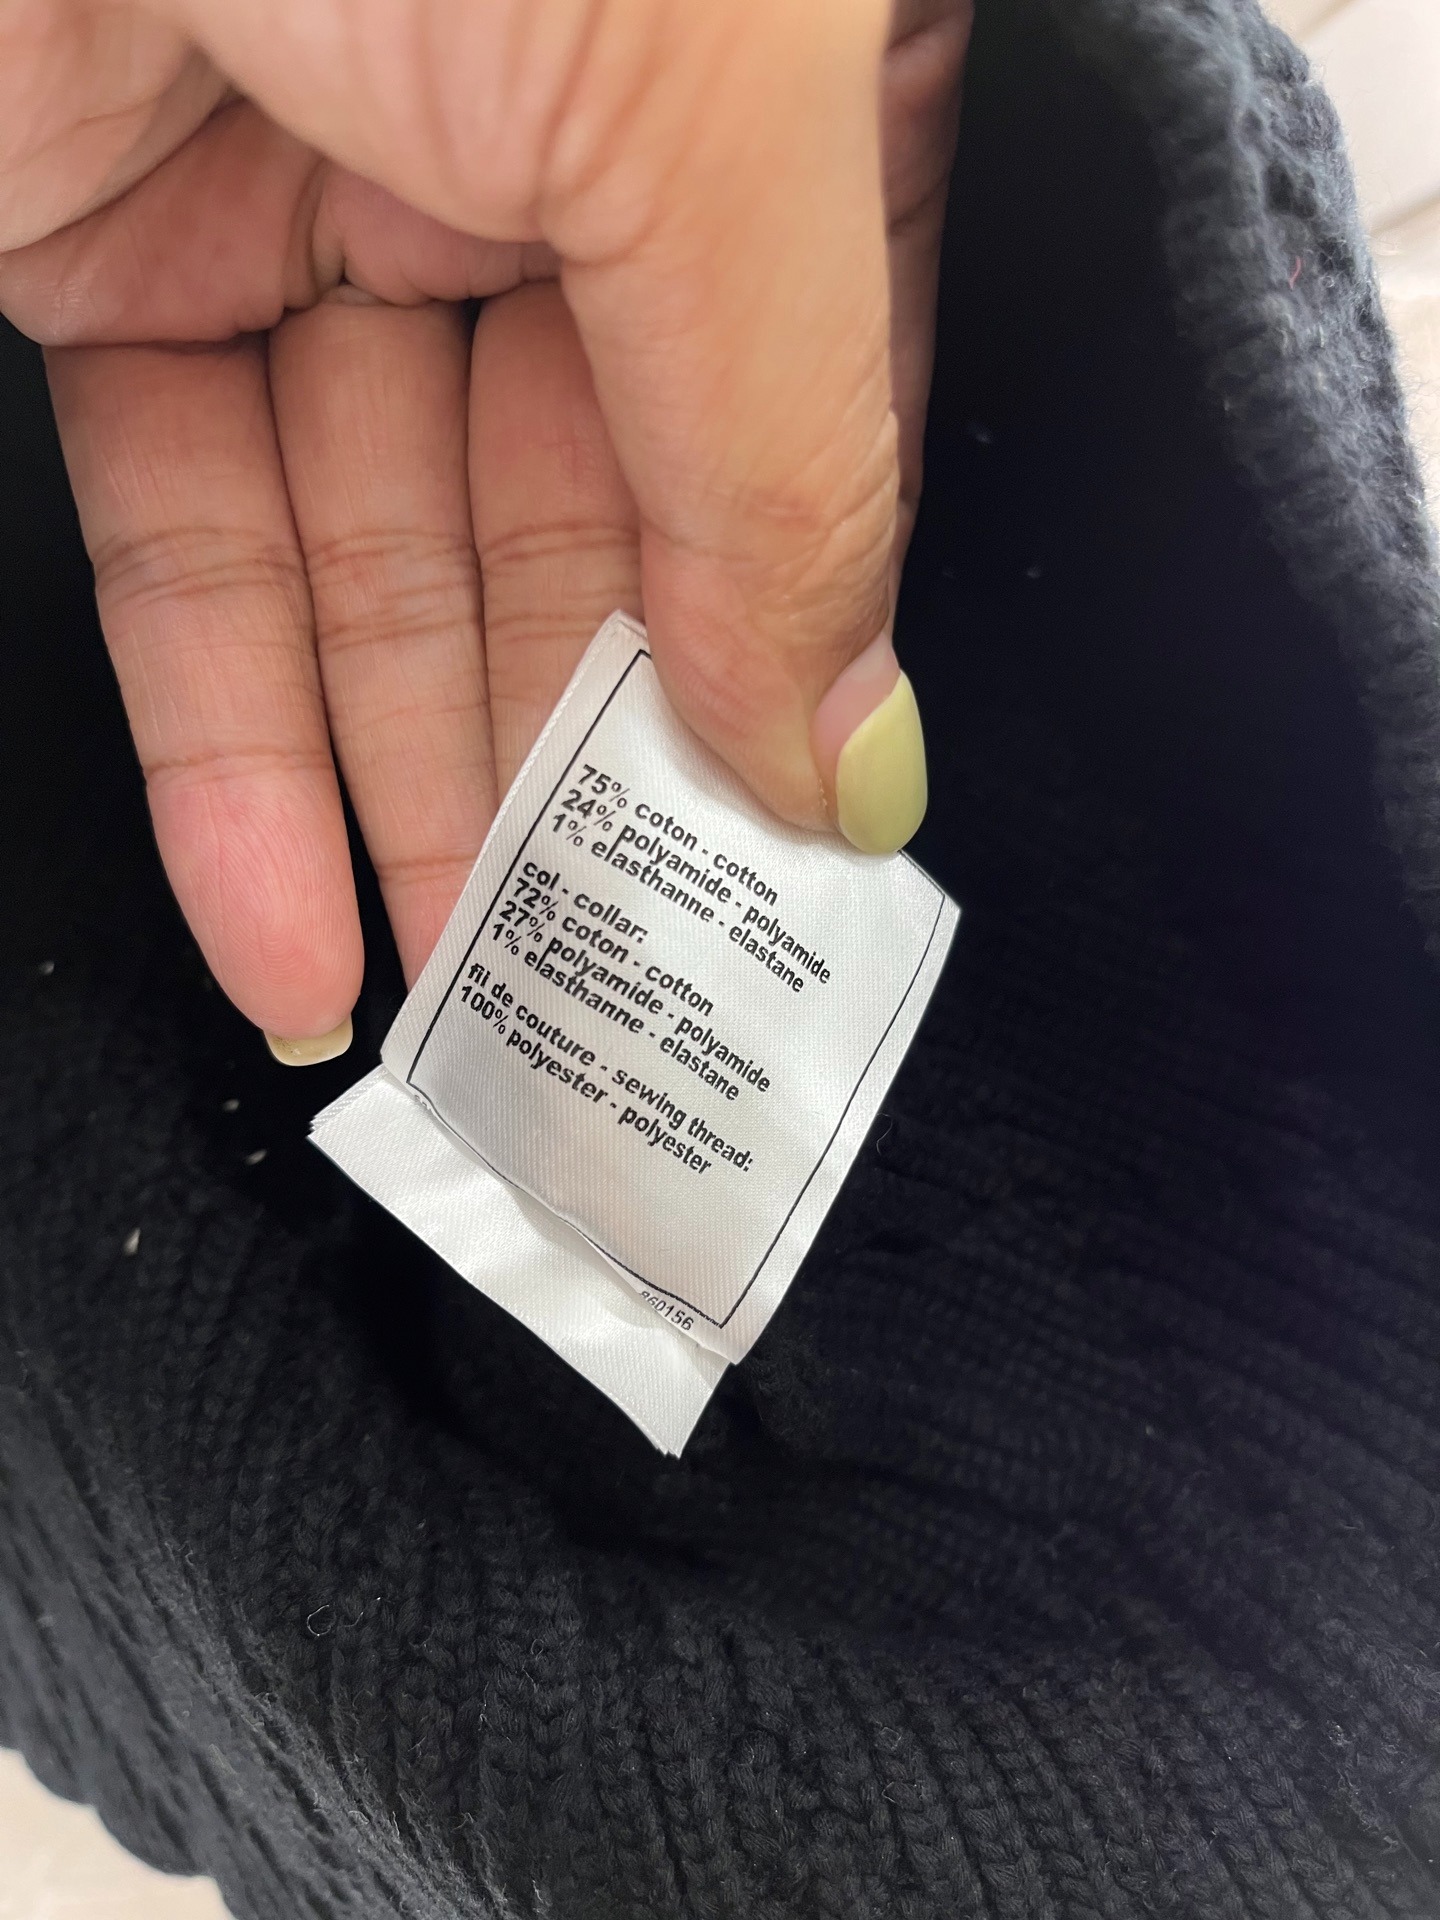 75% coton - cotton
24% polyamide - polyamide
1% elasthanne - elastane
col - collar:
72% coton - cotton
27% polyamide - polyamide
1% elasthanne - elastane
fil de couture - sewing thread:
100% polyester - polyester